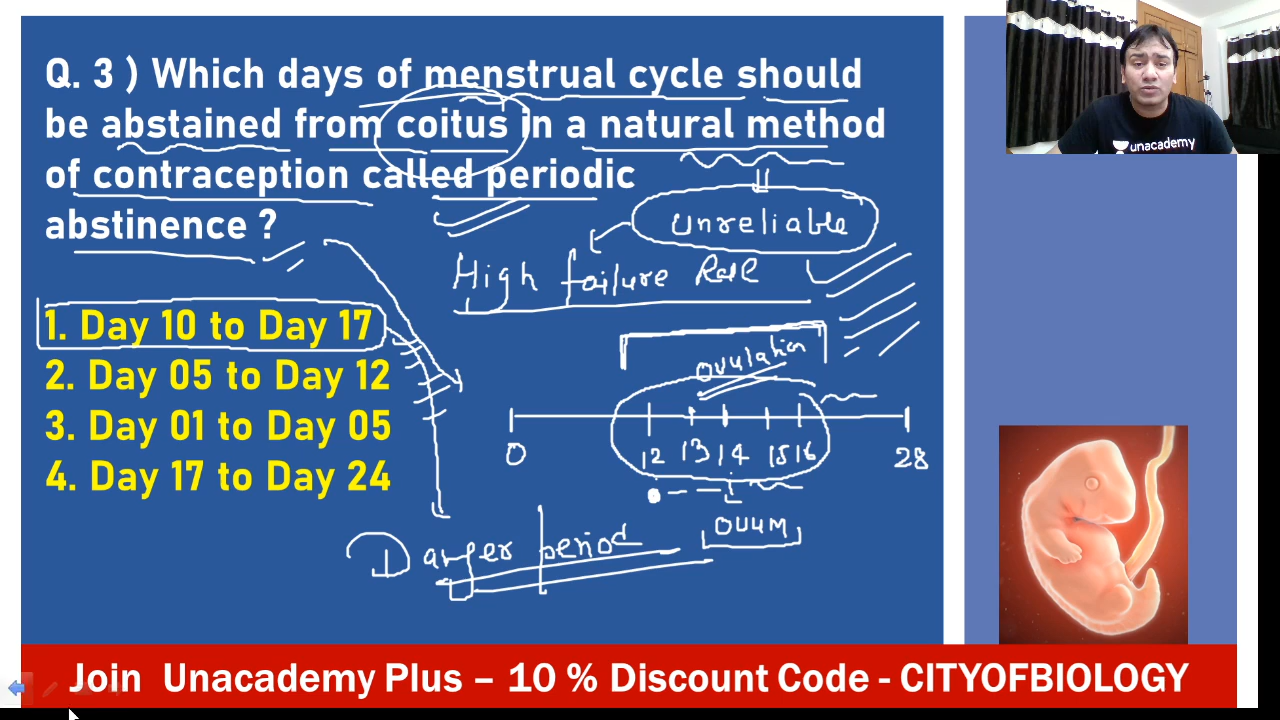 Q. 3 ) Which days of menstrual cycle should
be abstained from coitus in a natural method
of contraception called periodic
abstinence ?
unacademy
Unreliable
High failure Rate
1. Day 10 to Day 17
2. Day 05 to Day 12
3. Day 01 to Day 05
4. Day 17 to Day 24
ovulation
0 12 13 14 15 16 28
OVUM
Danger period
Join Unacademy Plus – 10 % Discount Code - CITYOFBIOLOGY